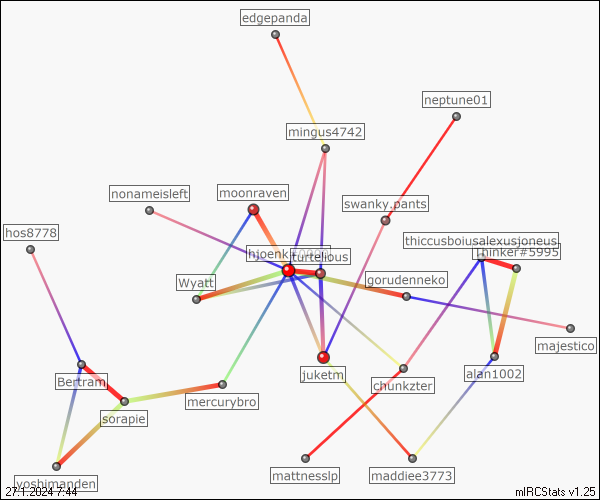 edgepanda
neptune01
mingus4742
nonameisleft
moonraven
swanky.pants
hos8778
thiccusboiusalexusjoneus
Thinker#5995
turtelious
Wyatt
gorudenneko
majestico
juketm
chunkzter
alan1002
Bertram
mercurybro
sorapie
mattnesslp
maddiee3773
yoshimanden
27.1.2024 7:44
mIRCStats v1.25